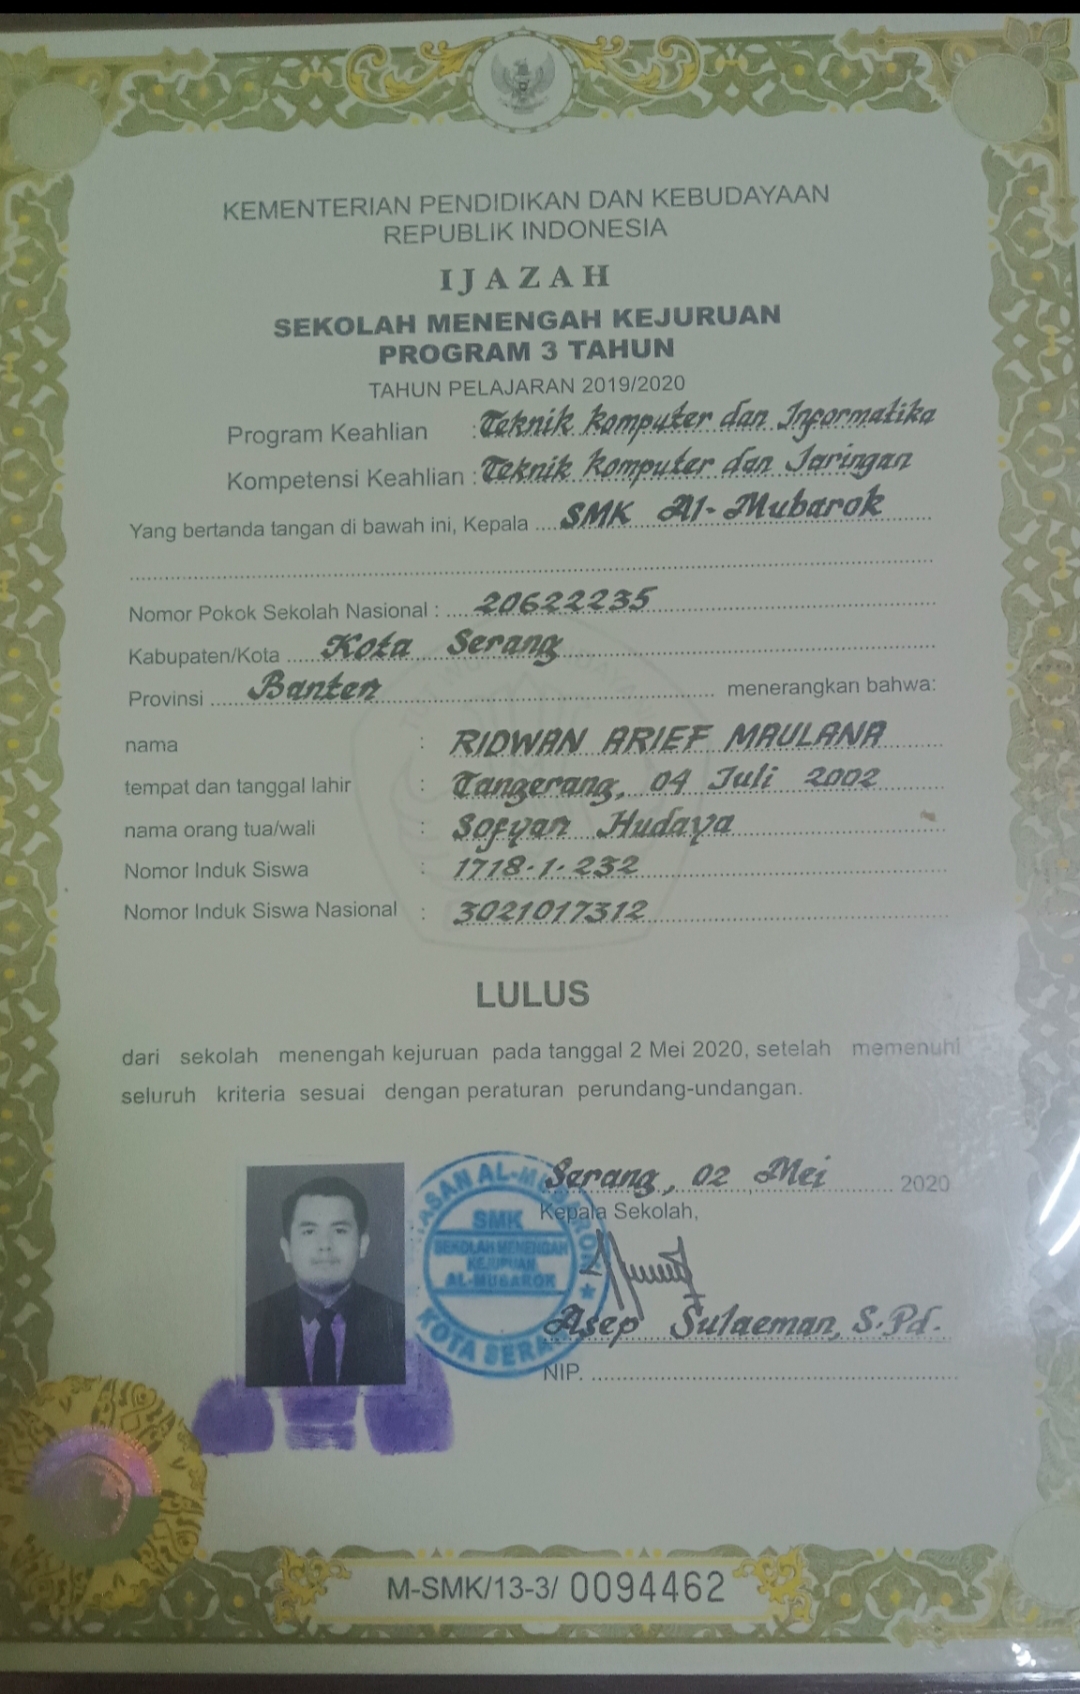 KEMENTERIAN PENDIDIKAN DAN KEBUDAYAAN
REPUBLIK INDONESIA
IJAZAH
SEKOLAH MENENGAH KEJURUAN
PROGRAM 3 TAHUN
TAHUN PELAJARAN 2019/2020
Program Keahlian : Teknik komputer dan Informatika
Kompetensi Keahlian : Teknik komputer dan Jaringan
Yang bertanda tangan di bawah ini, Kepala SMK Al-Mubarok
Nomor Pokok Sekolah Nasional : 20622235
Kabupaten/Kota Kota Serang
Provinsi Banten menerangkan bahwa:
nama : RIDWAN ARIEF MAULANA
tempat dan tanggal lahir : Tangerang, 04 Juli 2002
nama orang tua/wali : Sofyan Hudaya
Nomor Induk Siswa : 1718-1-232
Nomor Induk Siswa Nasional : 3021017312
LULUS
dari sekolah menengah kejuruan pada tanggal 2 Mei 2020, setelah memenuhi
seluruh kriteria sesuai dengan peraturan perundang-undangan.
Serang, 02 Mei 2020
Kepala Sekolah,
SMK
SEKOLAH MENENGAH
KEJURUAN
AL-MUBAROK
Asep Sulaeman, S.Pd.
NIP.
M-SMK/13-3/ 0094462